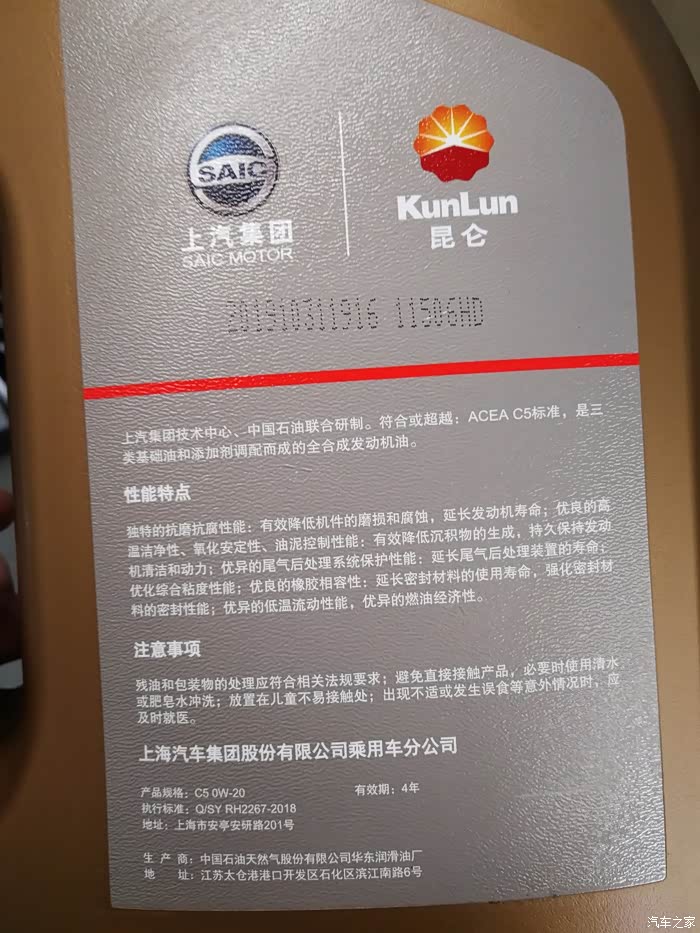 SAIC
上汽集团
SAIC MOTOR
KunLun
昆仑
201910311916 11506HD
上汽集团技术中心、中国石油联合研制。符合或超越：ACEA C5标准，是三
类基础油和添加剂调配而成的全合成发动机油。
性能特点
独特的抗磨抗腐性能：有效降低机件的磨损和腐蚀，延长发动机寿命；优良的高
温洁净性、氧化安定性、油泥控制性能：有效降低沉积物的生成，持久保持发动
机清洁和动力；优异的尾气后处理系统保护性能：延长尾气后处理装置的寿命；
优化综合粘度性能；优良的橡胶相容性：延长密封材料的使用寿命，强化密封材
料的密封性能；优异的低温流动性能，优异的燃油经济性。
注意事项
残油和包装物的处理应符合相关法规要求；避免直接接触产品，必要时使用清水
或肥皂水冲洗；放置在儿童不易接触处；出现不适或发生误食等意外情况时，应
及时就医。
上海汽车集团股份有限公司乘用车分公司
产品规格：C5 0W-20 有效期：4年
执行标准：Q/SY RH2267-2018
地址：上海市安亭安研路201号
生 产 商：中国石油天然气股份有限公司华东润滑油厂
地 址：江苏太仓港港口开发区石化区滨江南路6号
汽车之家